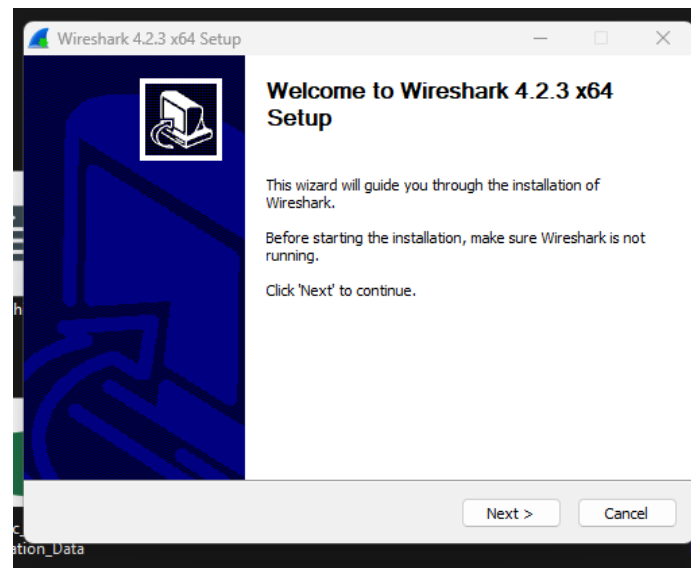 Wireshark 4.2.3 x64 Setup
Welcome to Wireshark 4.2.3 x64
Setup
This wizard will guide you through the installation of
Wireshark.
Before starting the installation, make sure Wireshark is not
running.
Click 'Next' to continue.
Next >
Cancel
ation_Data